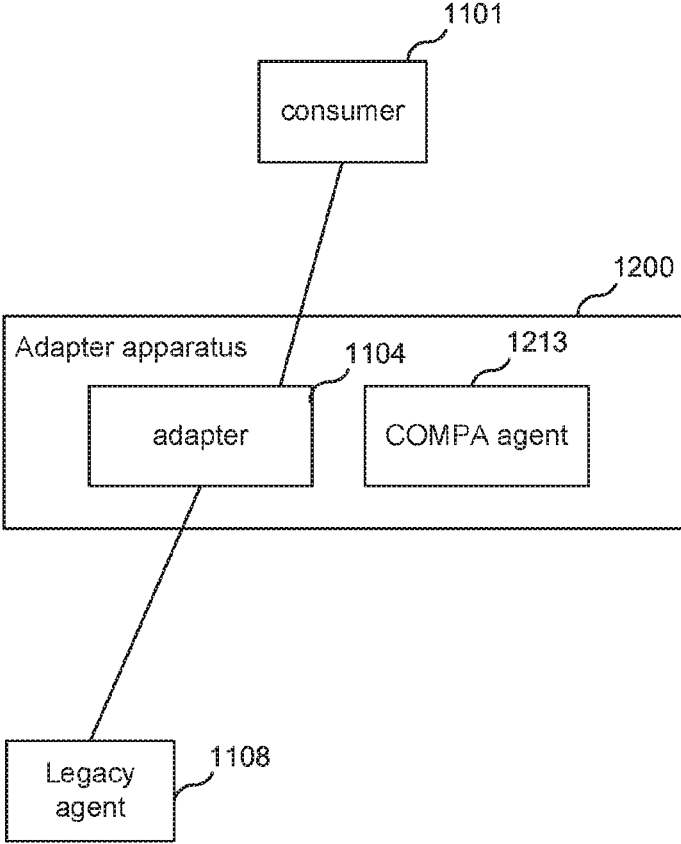 1101
consumer
1200
Adapter apparatus
1104
1213
adapter
COMPA agent
Legacy
agent
1108